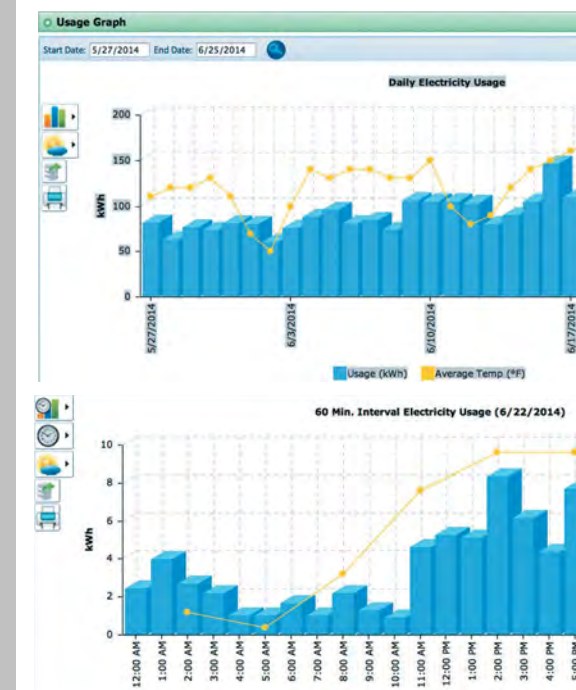 Usage Graph
Start Date: 5/27/2014 End Date: 6/25/2014
Daily Electricity Usage
200
150
100
50
0
kWh
5/27/2014
6/3/2014
6/10/2014
6/17/2014
Usage (kWh) Average Temp (°F)
60 Min. Interval Electricity Usage (6/22/2014)
10
8
6
4
2
0
kWh
12:00 AM
1:00 AM
2:00 AM
3:00 AM
4:00 AM
5:00 AM
6:00 AM
7:00 AM
8:00 AM
9:00 AM
10:00 AM
11:00 AM
12:00 PM
1:00 PM
2:00 PM
3:00 PM
4:00 PM
5:00 PM